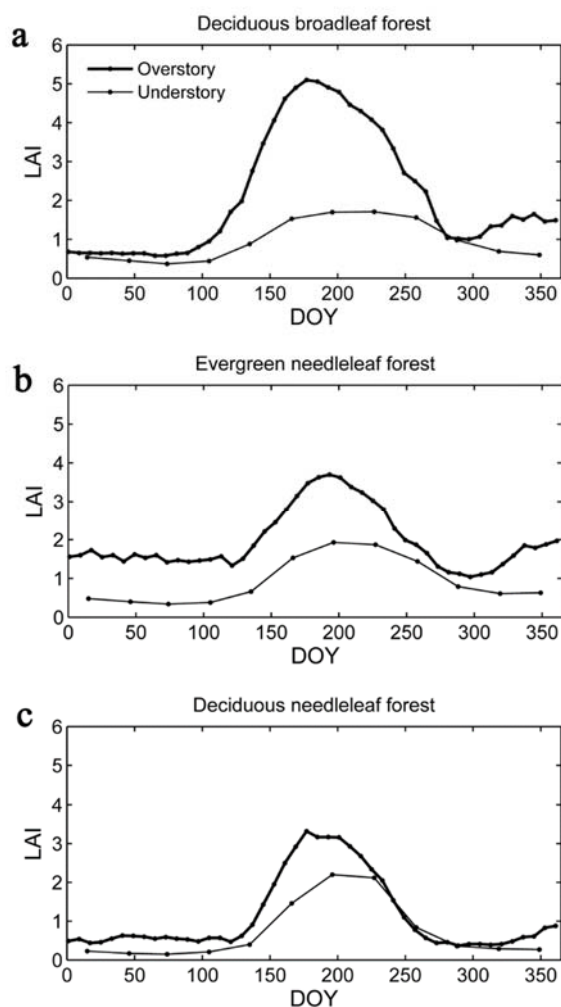 a
Deciduous broadleaf forest
6
5
4
3
2
1
0
LAI
Overstory
Understory
0 50 100 150 200 250 300 350
DOY
b
Evergreen needleleaf forest
6
5
4
3
2
1
0
LAI
0 50 100 150 200 250 300 350
DOY
c
Deciduous needleleaf forest
6
5
4
3
2
1
0
LAI
0 50 100 150 200 250 300 350
DOY